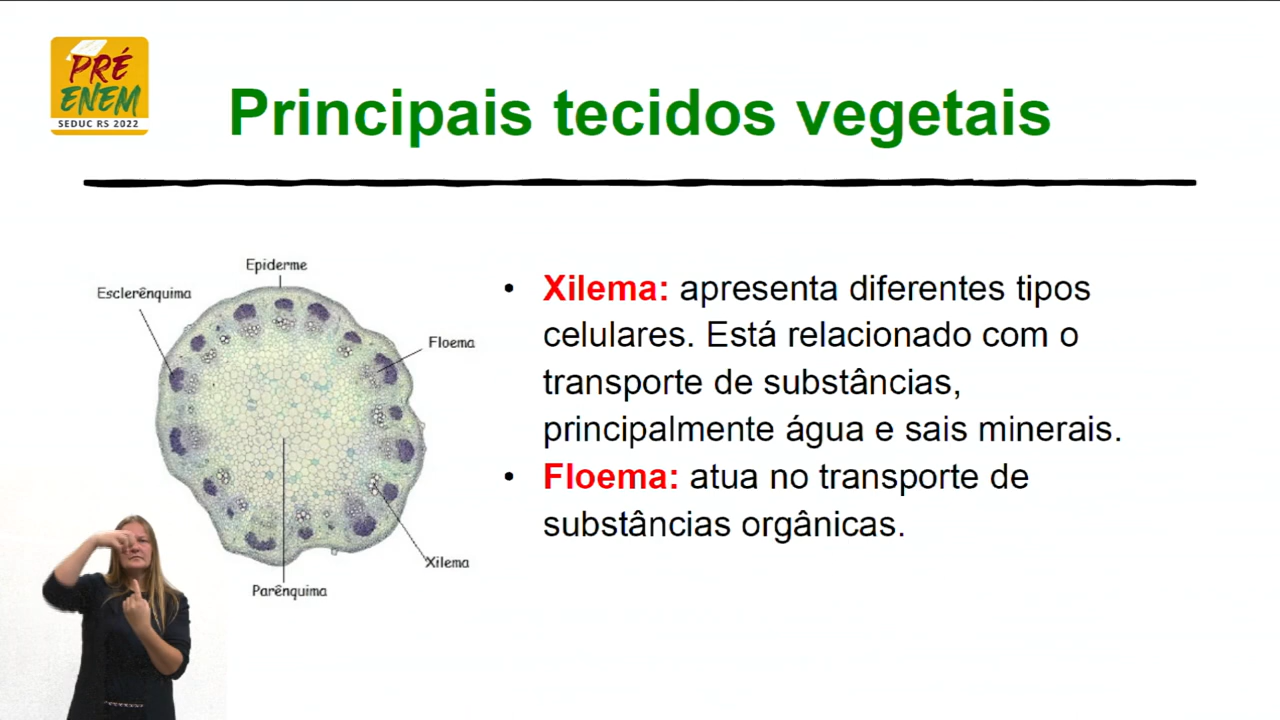 PRÉ
ENEM
SEDUC RS 2022
Principais tecidos vegetais
Epiderme
Esclerênquima
Floema
Xilema
Parênquima
• Xilema: apresenta diferentes tipos
celulares. Está relacionado com o
transporte de substâncias,
principalmente água e sais minerais.
• Floema: atua no transporte de
substâncias orgânicas.